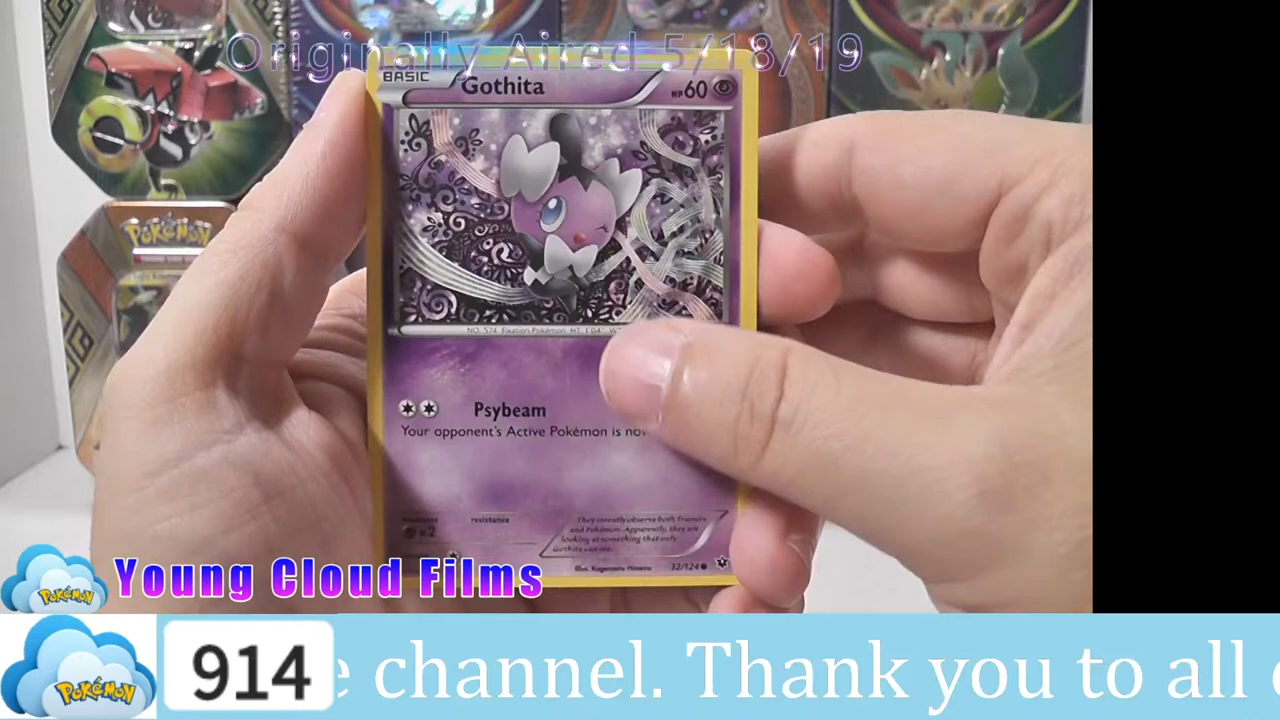 Originally Aired 5/18/19
BASIC Gothita HP60
POKéMON
NO. 574 Fixation Pokémon HT. 1'04"
Psybeam
Your opponent's Active Pokémon is now
resistance
×2
They intently observe both Trainers
and Pokémon. Apparently, they are
looking at something that only
Gothita can see.
32/124
Young Cloud Films
POKéMON
POKéMON
914
e channel. Thank you to all